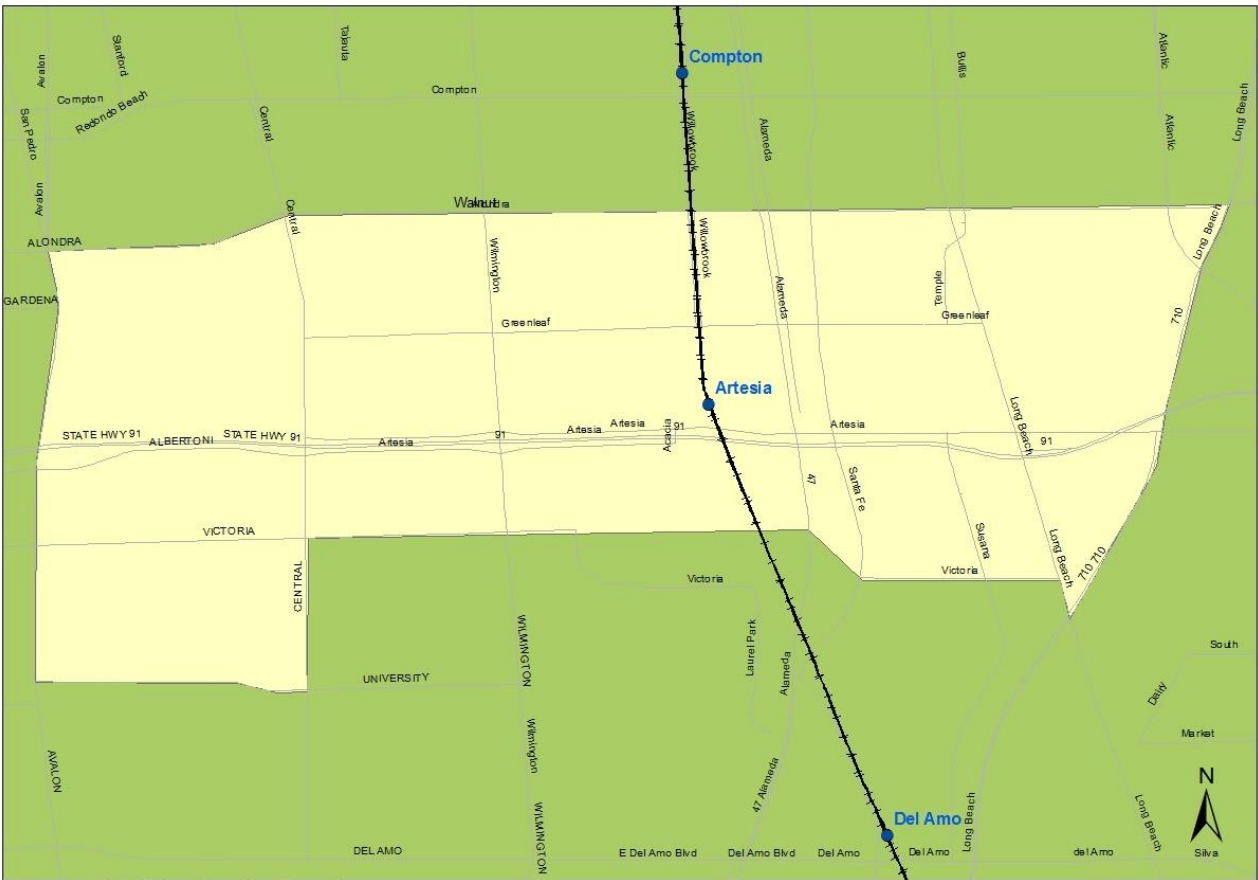 Avalon
Stanford
Tajauta
Compton
Bullis
Atlantic
Compton
Redondo Beach
Compton
San Pedro
Central
Willowbrook
Alameda
Atlantic
Long Beach
Avalon
Walnut
Central
ALONDRA
Wilmington
Willowbrook
Long Beach
GARDENA
Alameda
Temple
Greenleaf
Greenleaf
710
Artesia
STATE HWY 91
ALBERTONI
STATE HWY 91
Artesia
91
Artesia
Artesia
Acacia
91
Artesia
Long Beach
91
47
Santa Fe
VICTORIA
Susana
Long Beach
CENTRAL
Victoria
Victoria
710 710
WILMINGTON
Laurel Park
Alameda
South
UNIVERSITY
Dairy
AVALON
Wilmington
Market
47 Alameda
N
Del Amo
WILMINGTON
Long Beach
Long Beach
DEL AMO
E Del Amo Blvd
Del Amo Blvd
Del Amo
Del Amo
del Amo
Silva